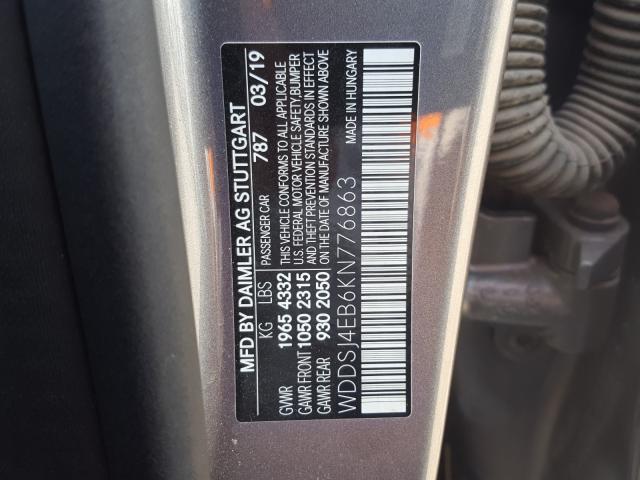 MFD BY DAIMLER AG STUTTGART
PASSENGER CAR 787 03/19
KG LBS
GVWR 1965 4332
GAWR FRONT 1050 2315
GAWR REAR 930 2050
THIS VEHICLE CONFORMS TO ALL APPLICABLE
U.S. FEDERAL MOTOR VEHICLE SAFETY, BUMPER
AND THEFT PREVENTION STANDARDS IN EFFECT
ON THE DATE OF MANUFACTURE SHOWN ABOVE
MADE IN HUNGARY
WDDSJ4EB6KN776863